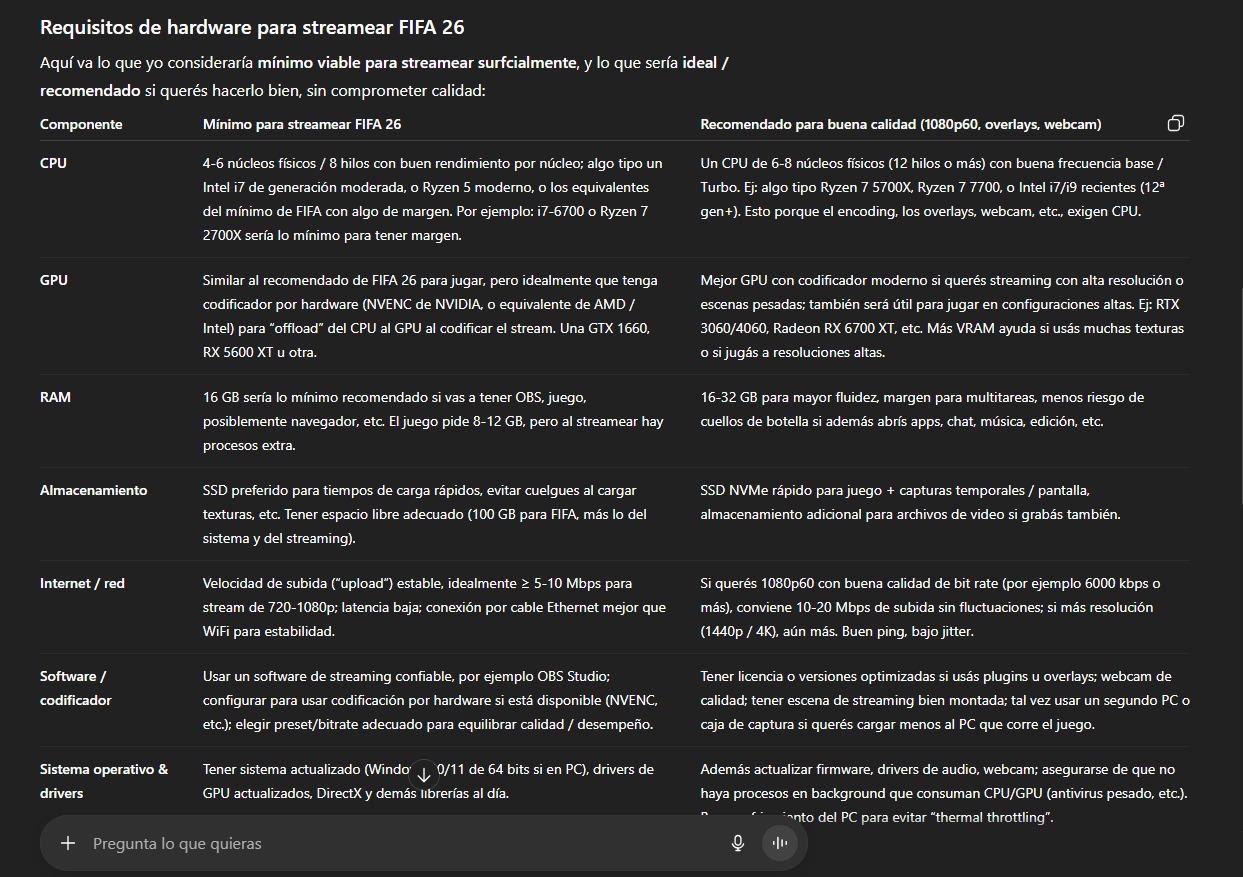 Requisitos de hardware para streamear FIFA 26
Aquí va lo que yo consideraría mínimo viable para streamear surfcialmente, y lo que sería ideal /
recomendado si querés hacerlo bien, sin comprometer calidad:
Componente
Mínimo para streamear FIFA 26
Recomendado para buena calidad (1080p60, overlays, webcam)
CPU
4-6 núcleos físicos / 8 hilos con buen rendimiento por núcleo; algo tipo un
Intel i7 de generación moderada, o Ryzen 5 moderno, o los equivalentes
del mínimo de FIFA con algo de margen. Por ejemplo: i7-6700 o Ryzen 7
2700X sería lo mínimo para tener margen.
Un CPU de 6-8 núcleos físicos (12 hilos o más) con buena frecuencia base /
Turbo. Ej: algo tipo Ryzen 7 5700X, Ryzen 7 7700, o Intel i7/i9 recientes (12ª
gen+). Esto porque el encoding, los overlays, webcam, etc., exigen CPU.
GPU
Similar al recomendado de FIFA 26 para jugar, pero idealmente que tenga
codificador por hardware (NVENC de NVIDIA, o equivalente de AMD /
Intel) para “offload” del CPU al GPU al codificar el stream. Una GTX 1660,
RX 5600 XT u otra.
Mejor GPU con codificador moderno si querés streaming con alta resolución o
escenas pesadas; también será útil para jugar en configuraciones altas. Ej: RTX
3060/4060, Radeon RX 6700 XT, etc. Más VRAM ayuda si usás muchas texturas
o si jugás a resoluciones altas.
RAM
16 GB sería lo mínimo recomendado si vas a tener OBS, juego,
posiblemente navegador, etc. El juego pide 8-12 GB, pero al streamear hay
procesos extra.
16-32 GB para mayor fluidez, margen para multitareas, menos riesgo de
cuellos de botella si además abrís apps, chat, música, edición, etc.
Almacenamiento
SSD preferido para tiempos de carga rápidos, evitar cuelgues al cargar
texturas, etc. Tener espacio libre adecuado (100 GB para FIFA, más lo del
sistema y del streaming).
SSD NVMe rápido para juego + capturas temporales / pantalla,
almacenamiento adicional para archivos de video si grabás también.
Internet / red
Velocidad de subida (“upload”) estable, idealmente ≥ 5-10 Mbps para
stream de 720-1080p; latencia baja; conexión por cable Ethernet mejor que
WiFi para estabilidad.
Si querés 1080p60 con buena calidad de bit rate (por ejemplo 6000 kbps o
más), conviene 10-20 Mbps de subida sin fluctuaciones; si más resolución
(1440p / 4K), aún más. Buen ping, bajo jitter.
Software /
codificador
Usar un software de streaming confiable, por ejemplo OBS Studio;
configurar para usar codificación por hardware si está disponible (NVENC,
etc.); elegir preset/bitrate adecuado para equilibrar calidad / desempeño.
Tener licencia o versiones optimizadas si usás plugins u overlays; webcam de
calidad; tener escena de streaming bien montada; tal vez usar un segundo PC o
caja de captura si querés cargar menos al PC que corre el juego.
Sistema operativo &
drivers
Tener sistema actualizado (Windo 0/11 de 64 bits si en PC), drivers de
GPU actualizados, DirectX y demás librerías al día.
Además actualizar firmware, drivers de audio, webcam; asegurarse de que no
haya procesos en background que consuman CPU/GPU (antivirus pesado, etc.).
del PC para evitar “thermal throttling”.
Pregunta lo que quieras